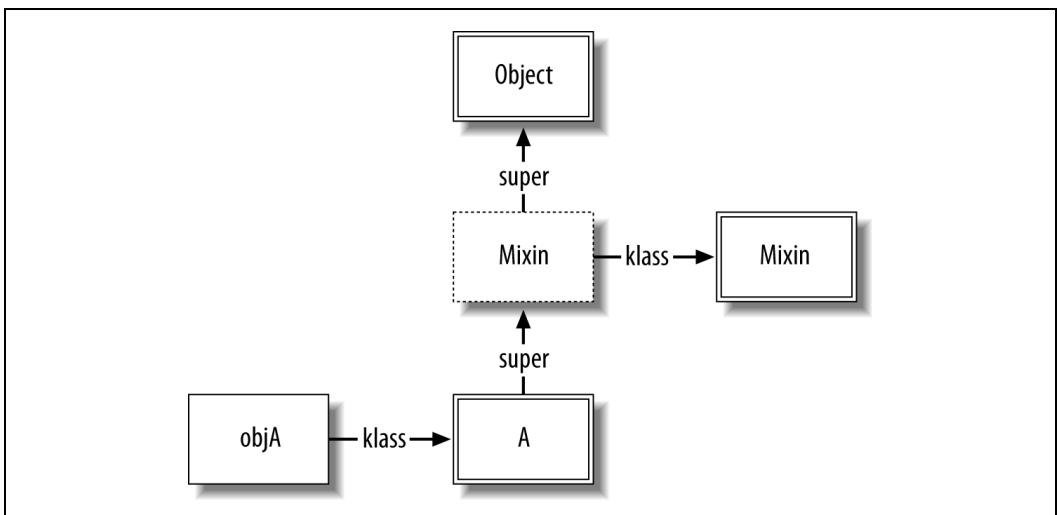 Object
super
Mixin
klass
Mixin
super
objA
klass
A